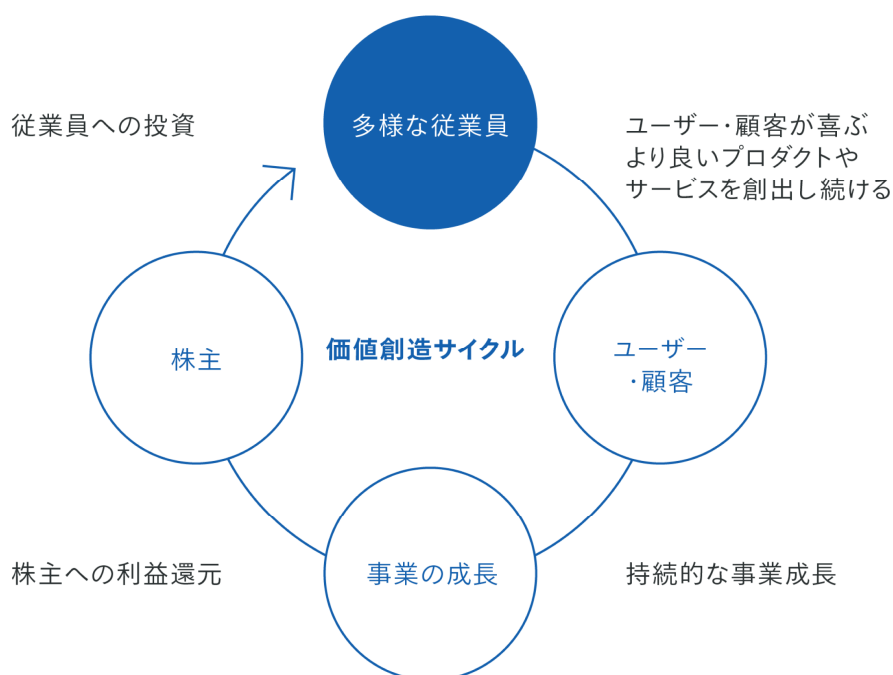 多様な従業員
従業員への投資
ユーザー・顧客が喜ぶ
より良いプロダクトや
サービスを創出し続ける
価値創造サイクル
株主
ユーザー
・顧客
事業の成長
株主への利益還元
持続的な事業成長